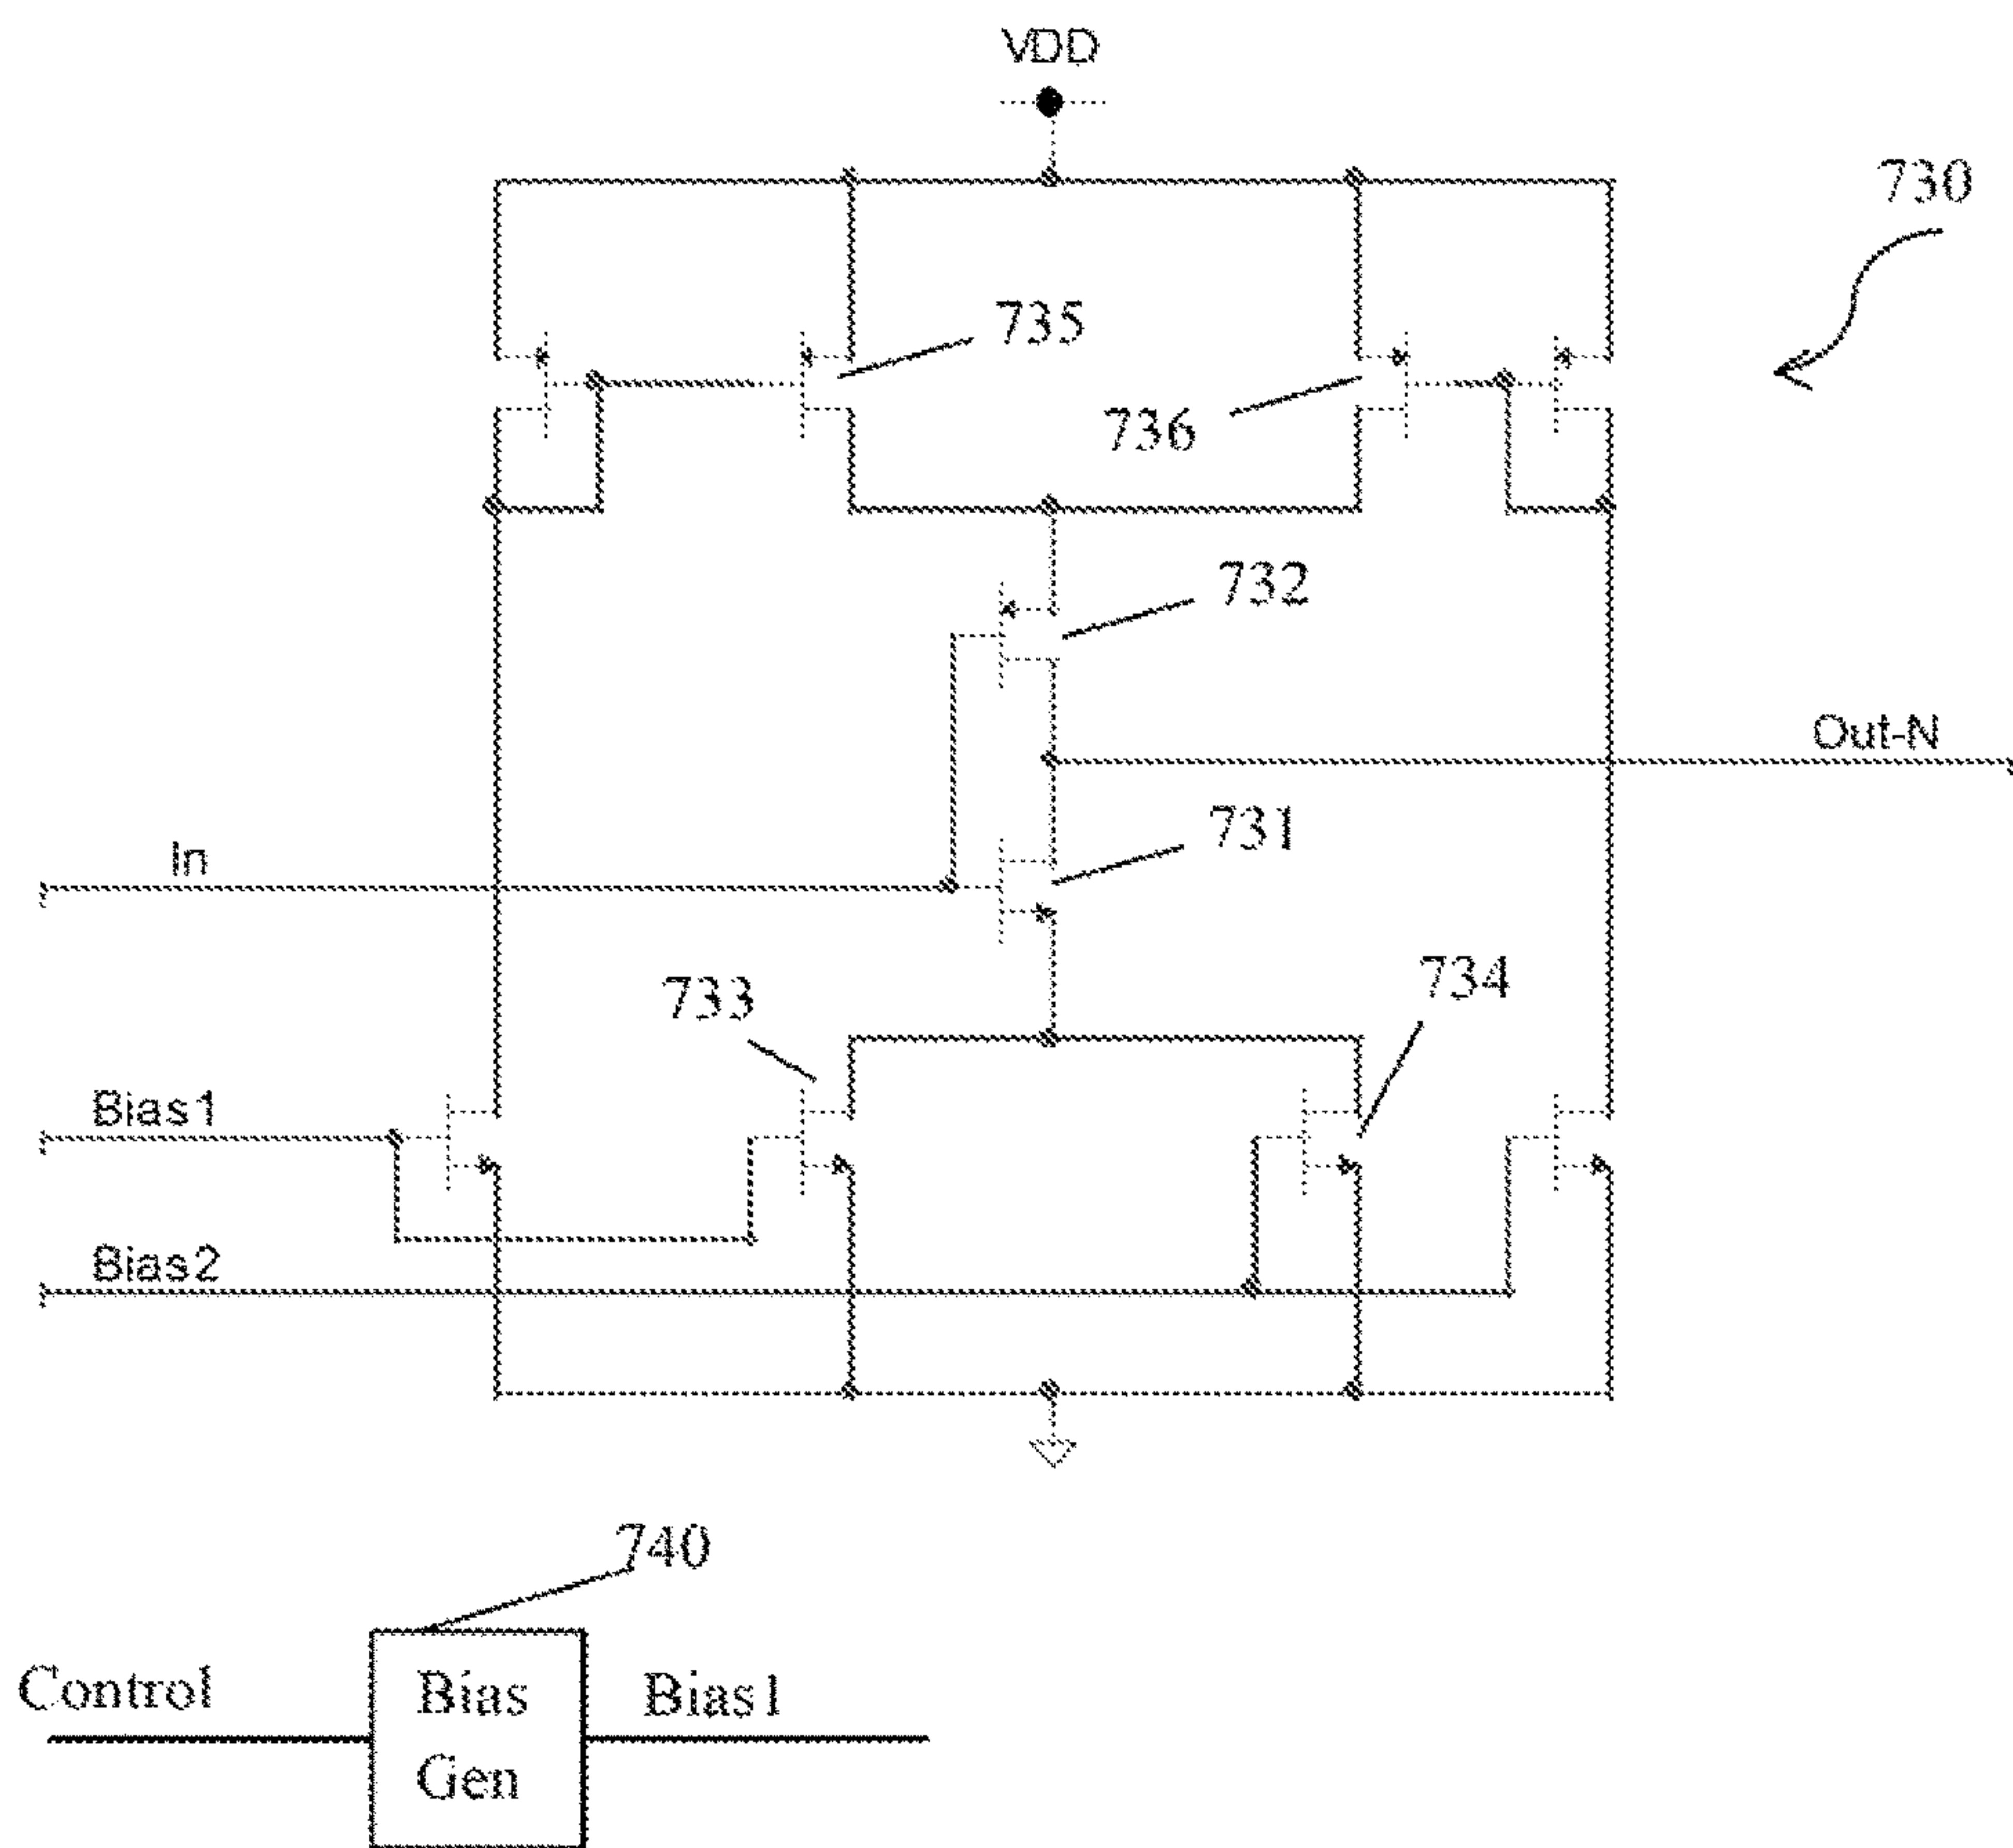 VDD
730
735
736
732
Out-N
731
In
733
734
Bias1
Bias2
740
Control
Bias
Gen
Bias1